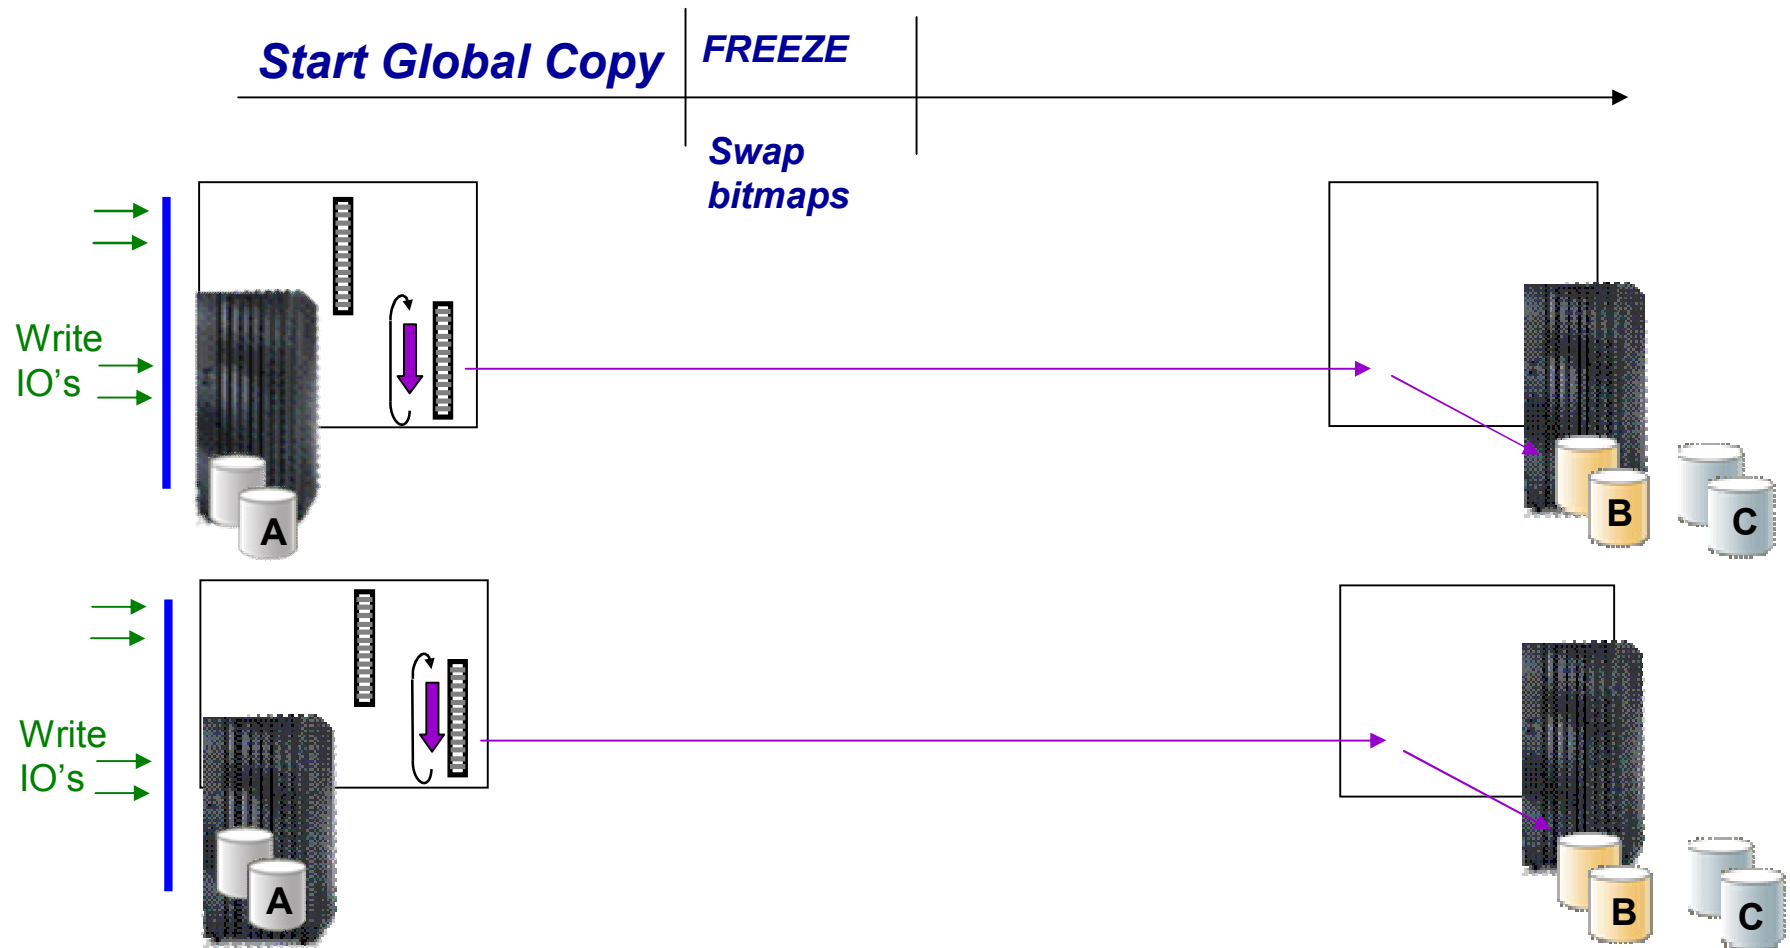 Start Global Copy
FREEZE
Swap
bitmaps
Write
IO's
A
B
C
Write
IO's
A
B
C